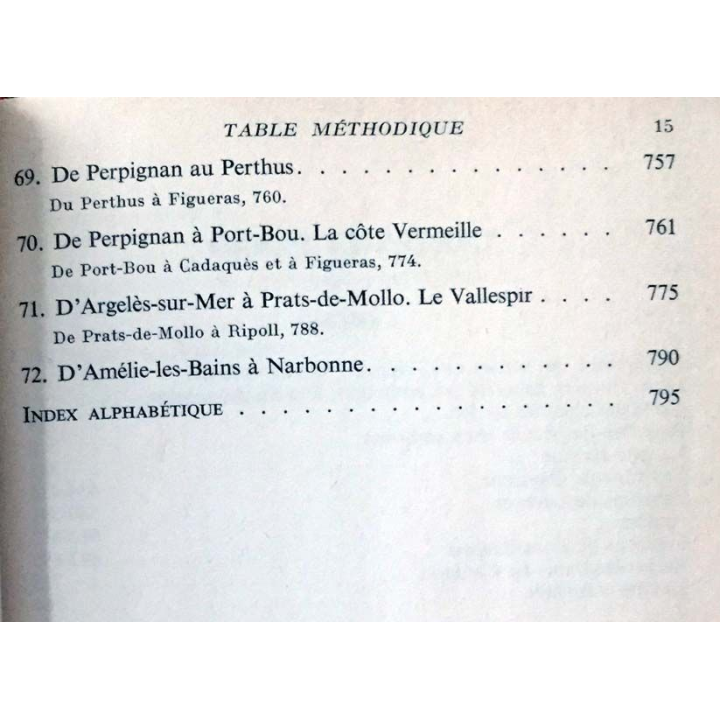 TABLE MÉTHODIQUE 15
69. De Perpignan au Perthus. . . . . . . . . . . . . . . 757
Du Perthus à Figueras, 760.
70. De Perpignan à Port-Bou. La côte Vermeille . . . . . . 761
De Port-Bou à Cadaquès et à Figueras, 774.
71. D'Argelès-sur-Mer à Prats-de-Mollo. Le Vallespir . . . . 775
De Prats-de-Mollo à Ripoll, 788.
72. D'Amélie-les-Bains à Narbonne. . . . . . . . . . . . 790
INDEX ALPHABÉTIQUE . . . . . . . . . . . . . . . . . . 795